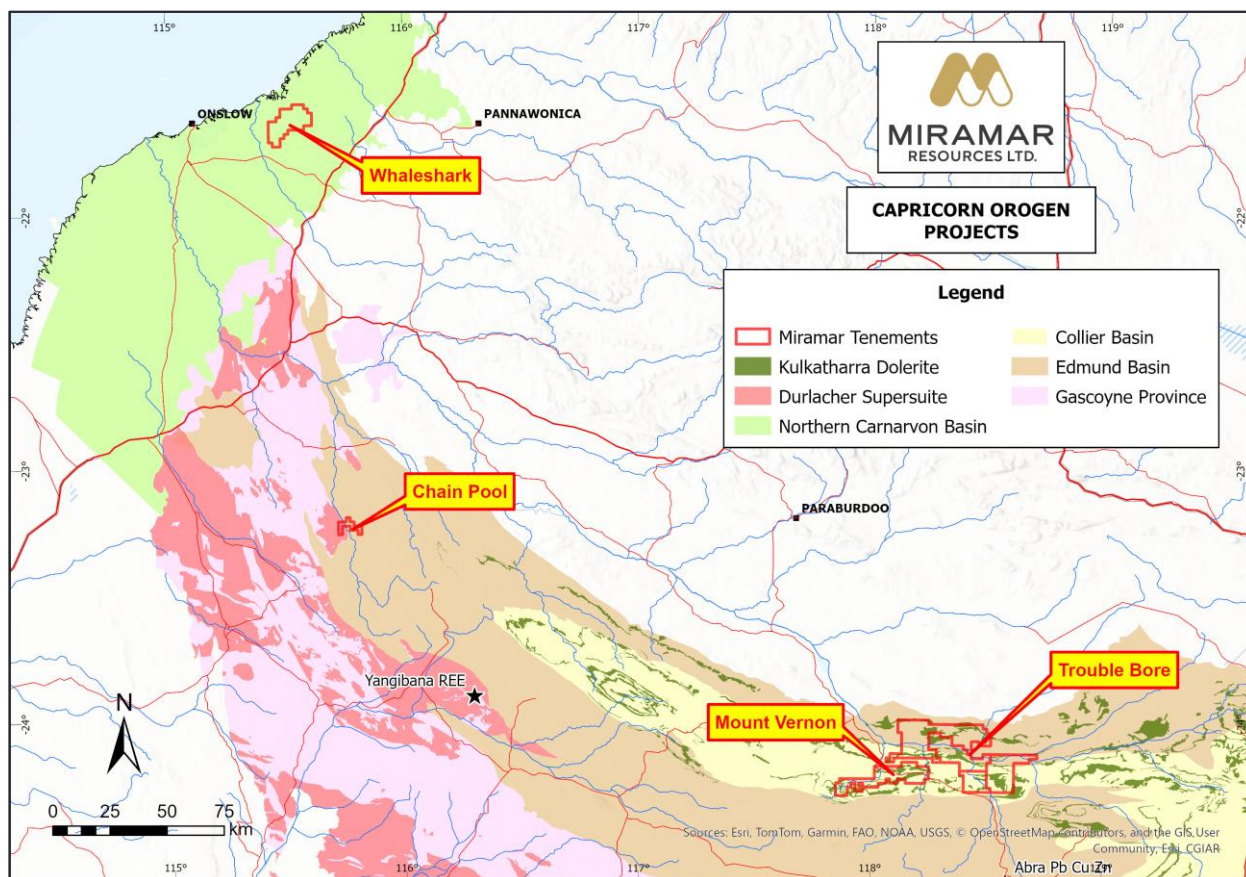 115°
116°
117°
118°
119°
MIRAMAR
RESOURCES LTD.
ONSLOW
PANNAWONICA
Whaleshark
CAPRICORN OROGEN
PROJECTS
-22°
-22°
Legend
Miramar Tenements
Kulkatharra Dolerite
Durlacher Supersuite
Northern Carnarvon Basin
Collier Basin
Edmund Basin
Gascoyne Province
-23°
-23°
Chain Pool
PARABURDOO
Yangibana REE
Trouble Bore
Mount Vernon
-24°
-24°
N
0 25 50 75
km
Sources: Esri, TomTom, Garmin, FAO, NOAA, USGS, © OpenStreetMap contributors, and the GIS User
Community, Esri, CGIAR
Abra Pb Cu Zn
115°
116°
117°
118°
119°